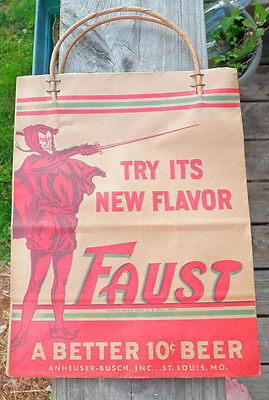 TRY ITS
NEW FLAVOR
FAUST
A BETTER 10¢ BEER
ANHEUSER-BUSCH, INC..ST. LOUIS, MO.